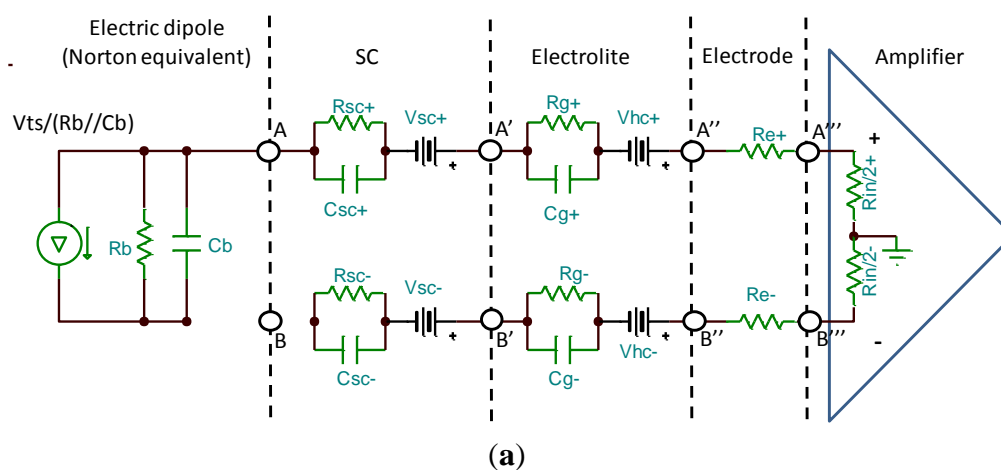 Electric dipole
(Norton equivalent)
SC
Electrolite
Electrode
Amplifier
Vts/(Rb//Cb)
Rb
Cb
A
B
Rsc+
Vsc+
+
Csc+
Rsc-
Vsc-
+
Csc-
A'
B'
Rg+
Vhc+
+
Cg+
Rg-
Vhc-
+
Cg-
A''
B''
Re+
Re-
A'''
B'''
+
Rin/2+
Rin/2-
-
(a)